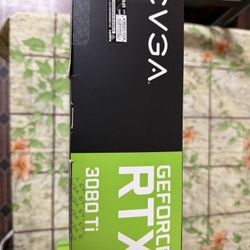 EVGA
GEFORCE
RTX
3080 Ti